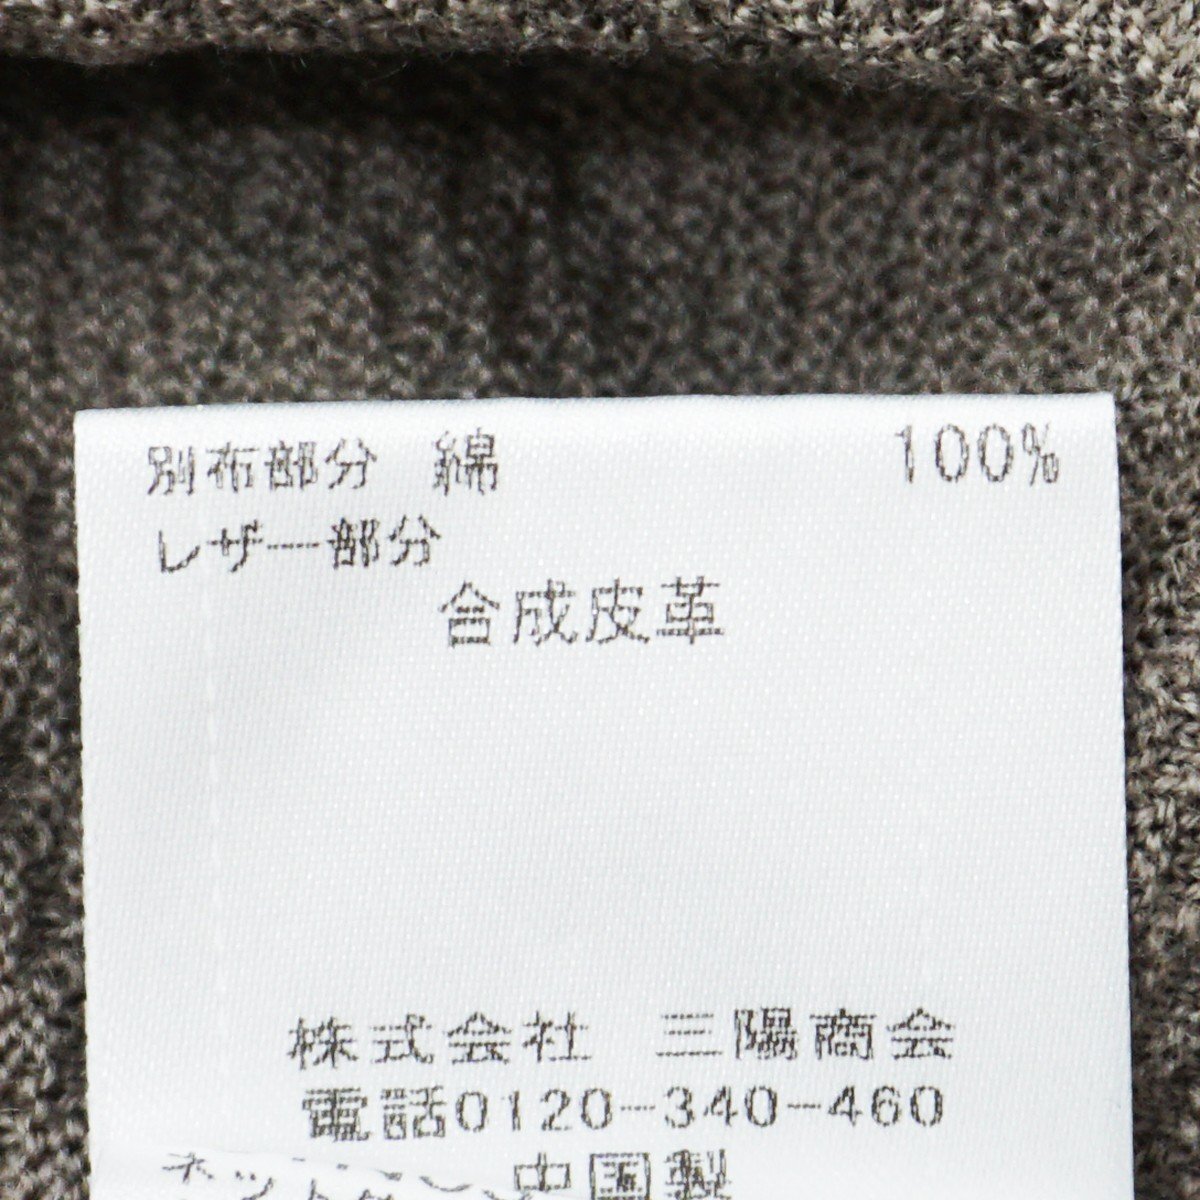 別布部分 綿 100%
レザー部分
合成皮革
株式会社 三陽商会
電話0120-340-460
中国製